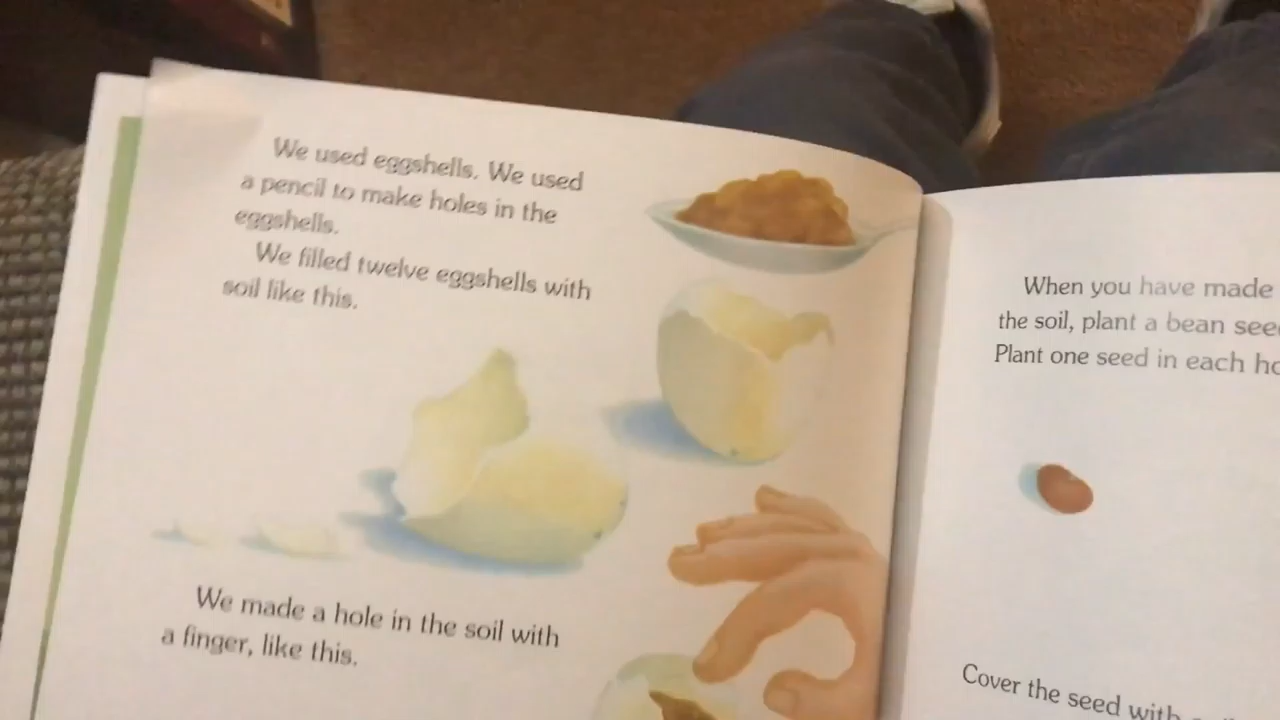 We used eggshells. We used
a pencil to make holes in the
eggshells.
We filled twelve eggshells with
soil like this.
We made a hole in the soil with
a finger, like this.
When you have made
the soil, plant a bean
Plant one seed in each
Cover the seed with